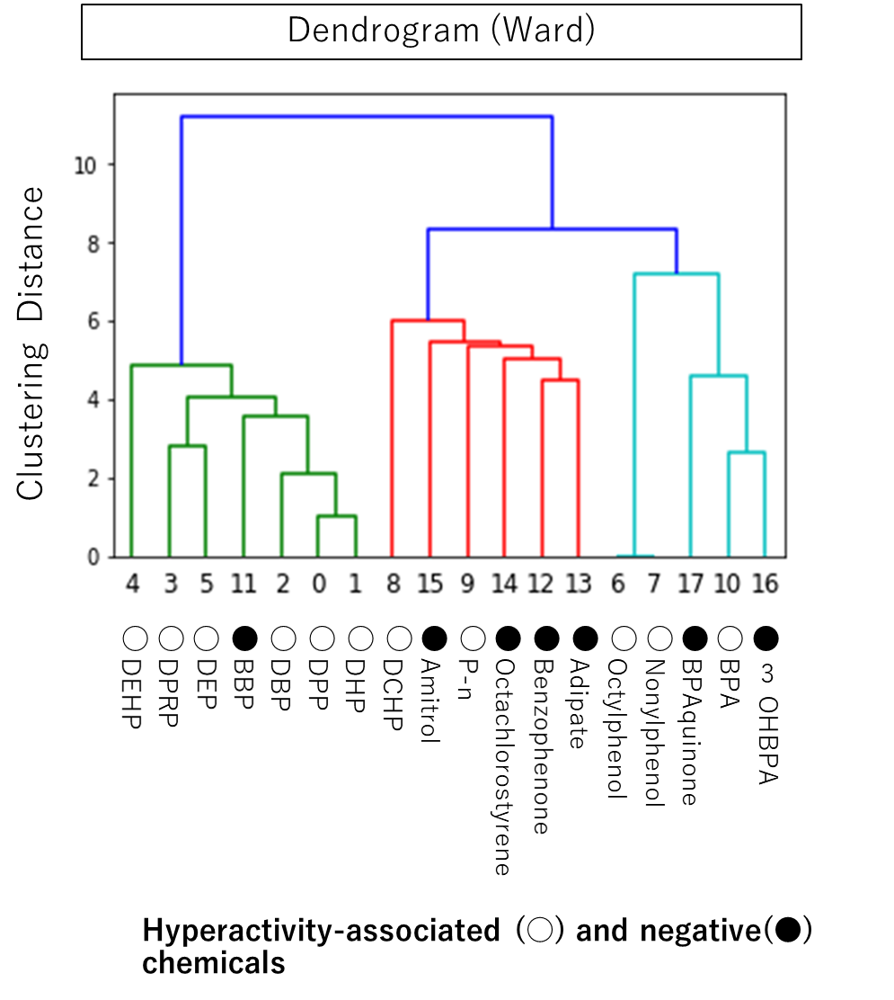 Dendrogram (Ward)
Clustering Distance
10
8
6
4
2
0
4 3 5 11 2 0 1 8 15 9 14 12 13 6 7 17 10 16
DEHP
DPRP
DEP
BBP
DBP
DPP
DHP
DCHP
Amitrol
P-n
Octachlorostyrene
Benzophenone
Adipate
Octylphenol
Nonylphenol
BPAquinone
BPA
3 OHBPA
Hyperactivity-associated (○) and negative(●)
chemicals